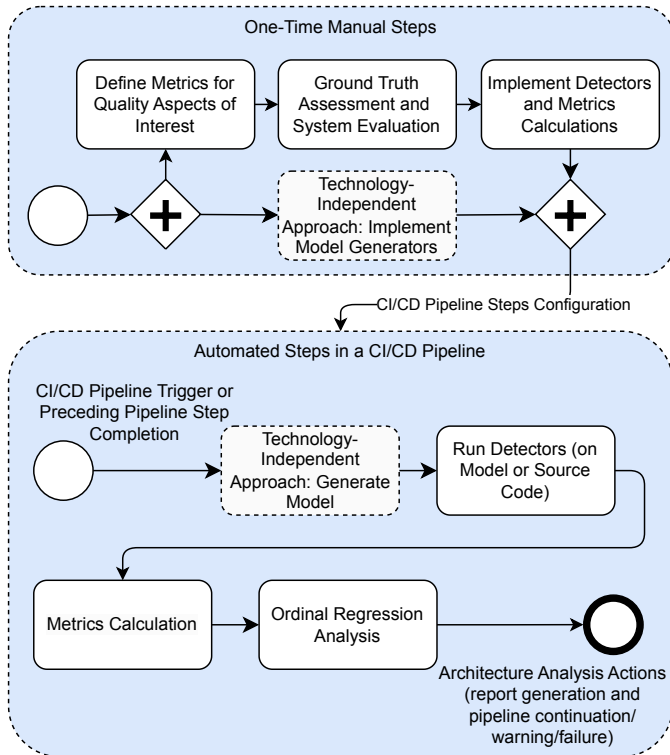 One-Time Manual Steps
Define Metrics for
Quality Aspects of
Interest
Ground Truth
Assessment and
System Evaluation
Implement Detectors
and Metrics
Calculations
Technology-
Independent
Approach: Implement
Model Generators
CI/CD Pipeline Steps Configuration
Automated Steps in a CI/CD Pipeline
CI/CD Pipeline Trigger or
Preceding Pipeline Step
Completion
Technology-
Independent
Approach: Generate
Model
Run Detectors (on
Model or Source
Code)
Metrics Calculation
Ordinal Regression
Analysis
Architecture Analysis Actions
(report generation and
pipeline continuation/
warning/failure)